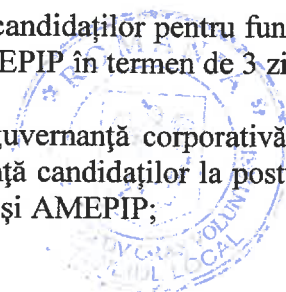 candidaților pentru fun
EPIP în termen de 3 zi
guvernanță corporativă
ță candidaților la post
și AMEPIP;